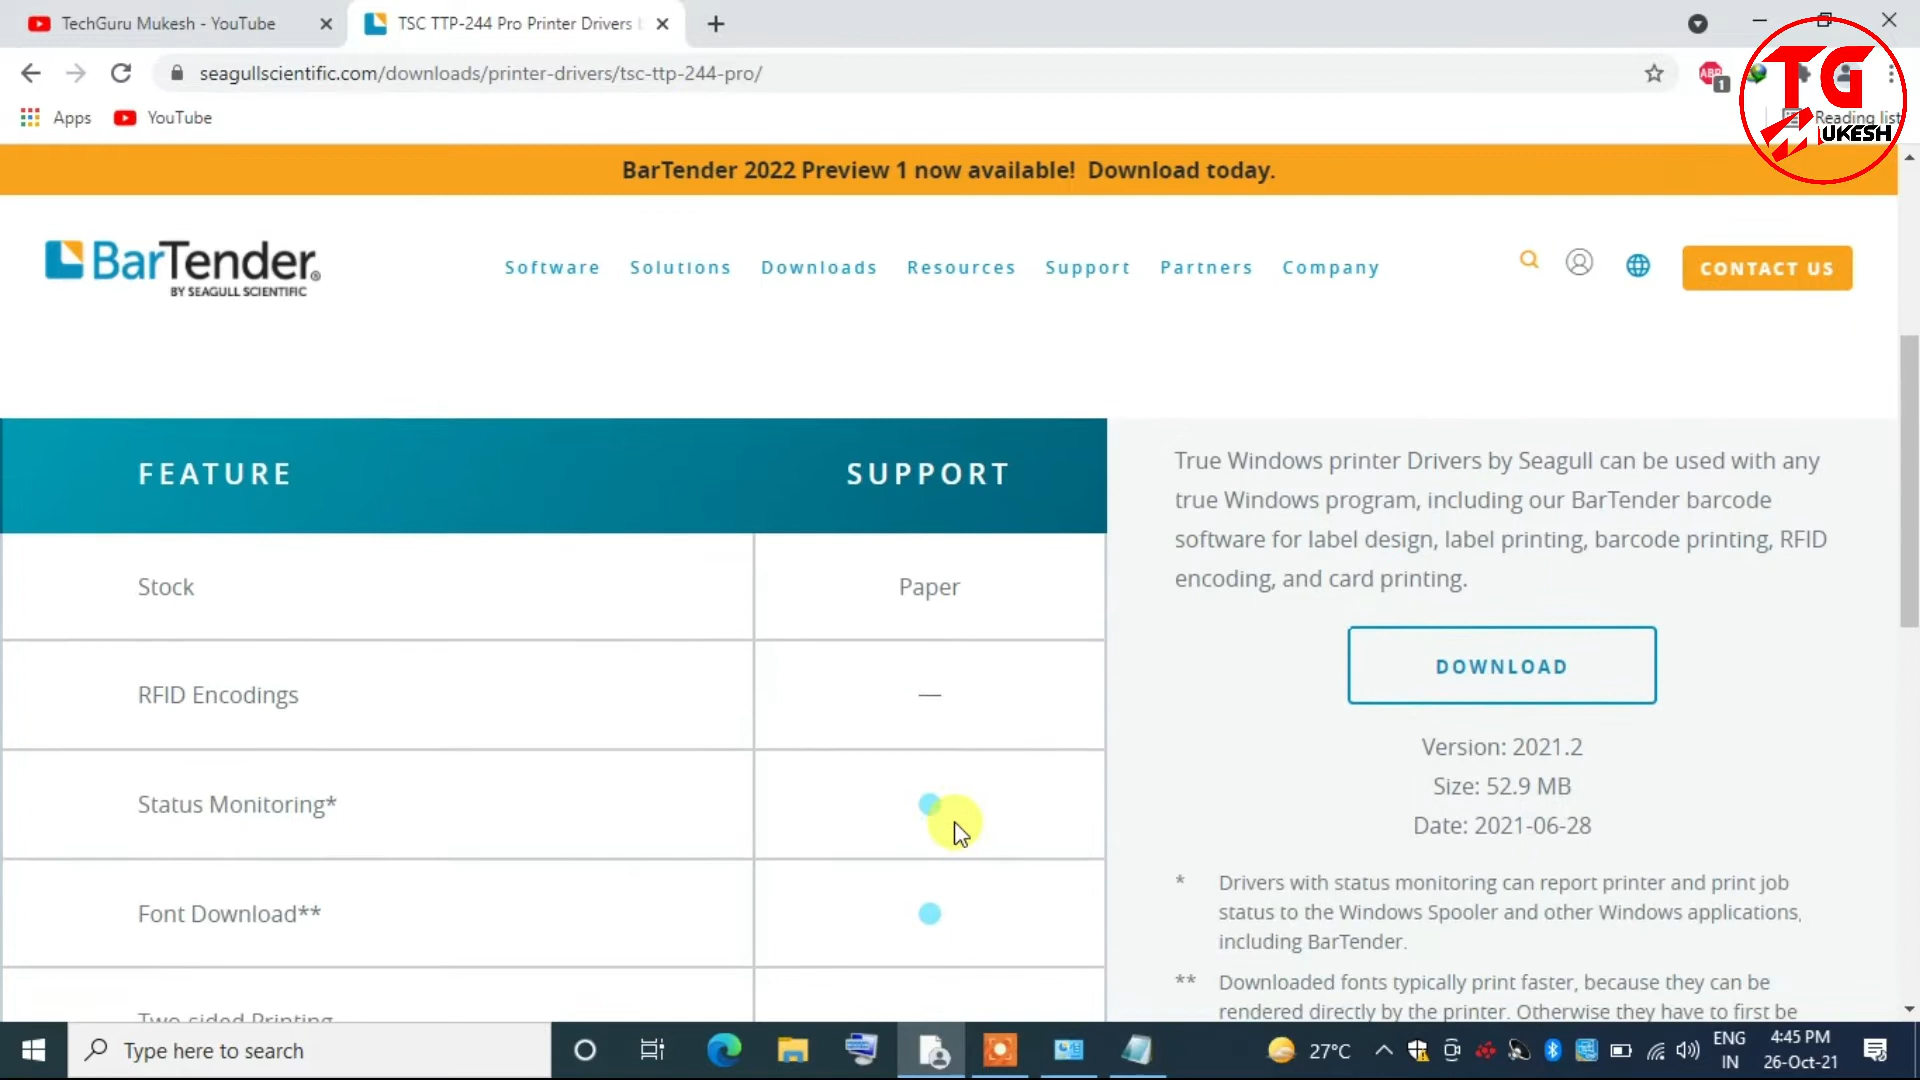 TechGuru Mukesh - YouTube
TSC TTP-244 Pro Printer Drivers
seagullscientific.com/downloads/printer-drivers/tsc-ttp-244-pro/
ABP
1
Apps
YouTube
Reading list
TG
MUKESH
BarTender 2022 Preview 1 now available! Download today.
BarTender®
BY SEAGULL SCIENTIFIC
Software
Solutions
Downloads
Resources
Support
Partners
Company
CONTACT US
FEATURE
SUPPORT
Stock
Paper
RFID Encodings
—
Status Monitoring*
Font Download**
Two-sided Printing
True Windows printer Drivers by Seagull can be used with any
true Windows program, including our BarTender barcode
software for label design, label printing, barcode printing, RFID
encoding, and card printing.
DOWNLOAD
Version: 2021.2
Size: 52.9 MB
Date: 2021-06-28
* Drivers with status monitoring can report printer and print job
status to the Windows Spooler and other Windows applications,
including BarTender.
** Downloaded fonts typically print faster, because they can be
rendered directly by the printer. Otherwise they have to first be
Type here to search
27°C
ENG
IN
4:45 PM
26-Oct-21